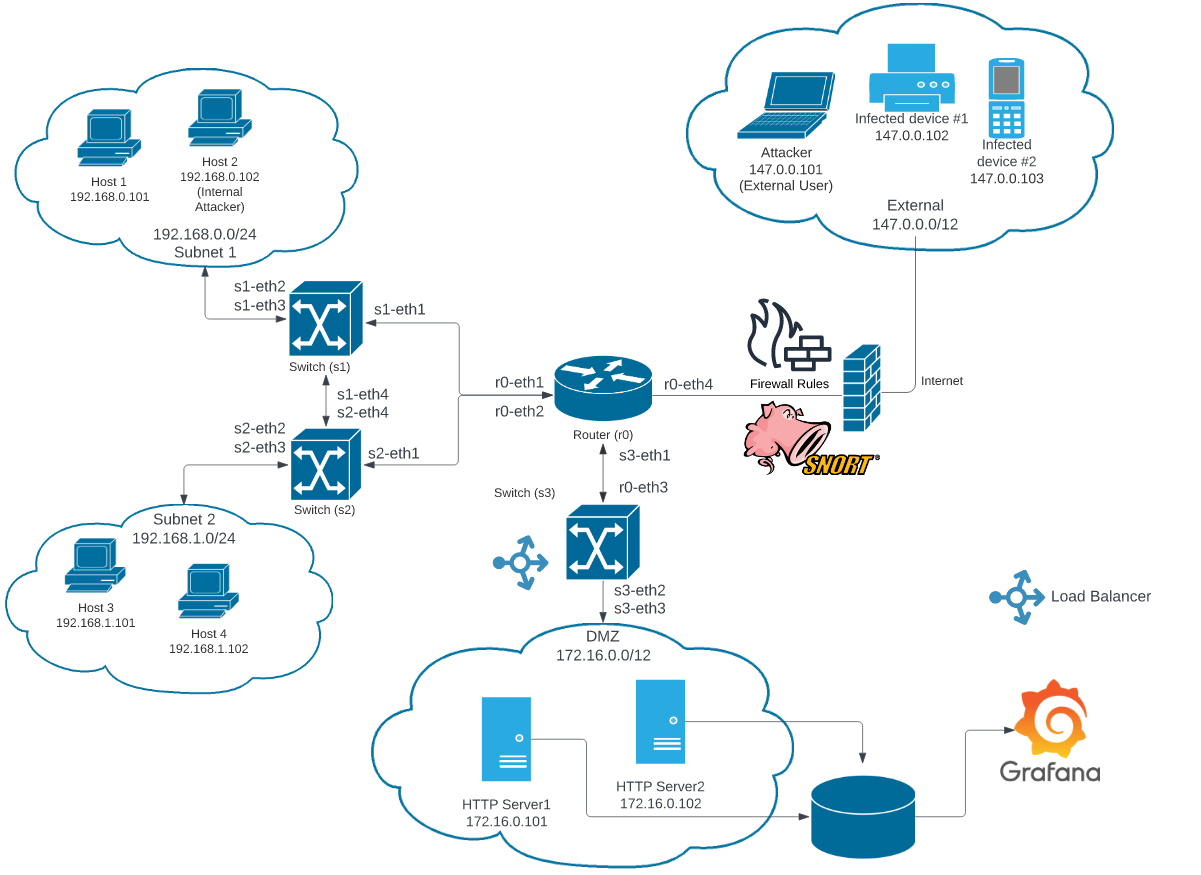 Host 1
192.168.0.101
Host 2
192.168.0.102
(Internal
Attacker)
192.168.0.0/24
Subnet 1
Attacker
147.0.0.101
(External User)
Infected device #1
147.0.0.102
Infected
device #2
147.0.0.103
External
147.0.0.0/12
s1-eth2
s1-eth3
s1-eth1
Switch (s1)
s1-eth4
s2-eth4
s2-eth2
s2-eth3
s2-eth1
Switch (s2)
r0-eth1
r0-eth2
r0-eth4
Router (r0)
Firewall Rules
Internet
SNORT®
s3-eth1
r0-eth3
Switch (s3)
s3-eth2
s3-eth3
Subnet 2
192.168.1.0/24
Host 3
192.168.1.101
Host 4
192.168.1.102
Load Balancer
DMZ
172.16.0.0/12
HTTP Server1
172.16.0.101
HTTP Server2
172.16.0.102
Grafana